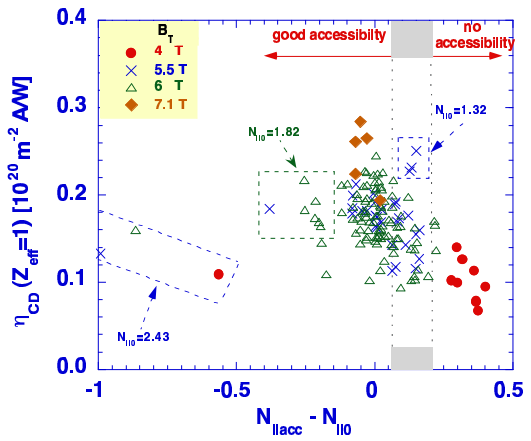 B_T
4 T
5.5 T
6 T
7.1 T
good accessibilty
no accessibility
N_||0=1.82
N_||0=1.32
N_||0=2.43
η_CD (Z_eff=1) [10^20 m^-2 A/W]
0.4
0.3
0.2
0.1
0.0
-1
-0.5
0
0.5
N_||acc - N_||0